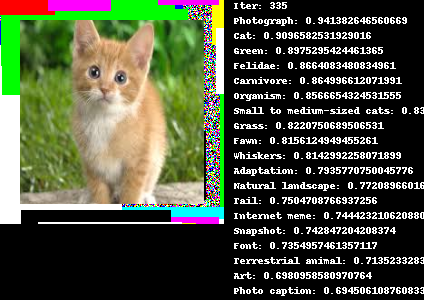 Iter: 335
Photograph: 0.941382646560669
Cat: 0.9096582531929016
Green: 0.8975295424461365
Felidae: 0.8664083480834961
Carnivore: 0.864996612071991
Organism: 0.8566654324531555
Small to medium-sized cats: 0.83
Grass: 0.8220750689506531
Fawn: 0.8156124949455261
Whiskers: 0.8142992258071899
Adaptation: 0.7935770750045776
Natural landscape: 0.77208966016
Tail: 0.7504708766937256
Internet meme: 0.744423210620880
Snapshot: 0.742847204208374
Font: 0.7354957461357117
Terrestrial animal: 0.7135233283
Art: 0.6980958580970764
Photo caption: 0.694506108760833